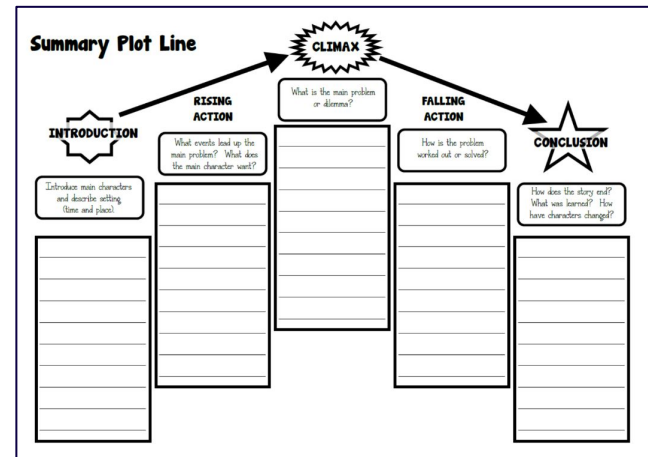 Summary Plot Line
CLIMAX
What is the main problem
or dilemma?
RISING
ACTION
FALLING
ACTION
INTRODUCTION
What events lead up the
main problem? What does
the main character want?
How is the problem
worked out or solved?
CONCLUSION
Introduce main characters
and describe setting
(time and place).
How does the story end?
What was learned? How
have characters changed?